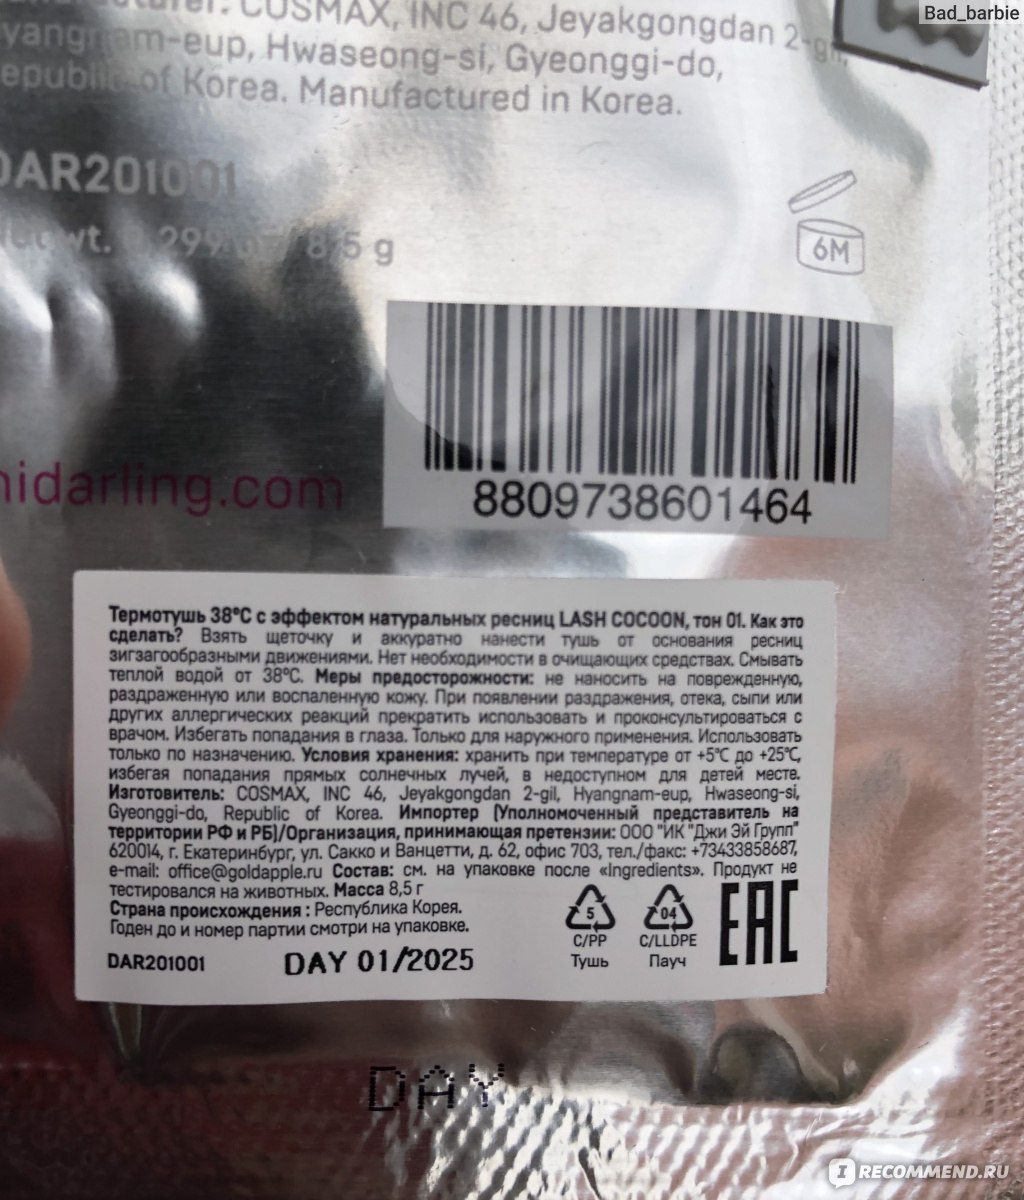 Bad_barbie
COSMAX, INC 46, Jeyakgongdan 2-gil,
Hwaseong-si, Gyeonggi-do,
of Korea. Manufactured in Korea.
DAR201001
wt. 8,5 g
6M
8809738601464
nidarling.com
Термотушь 38°C с эффектом натуральных ресниц LASH COCOON, тон 01. Как это
сделать? Взять щеточку и аккуратно нанести тушь от основания ресниц
зигзагообразными движениями. Нет необходимости в очищающих средствах. Смывать
теплой водой от 38°C. Меры предосторожности: не наносить на поврежденную,
раздраженную или воспаленную кожу. При появлении раздражения, отека, сыпи или
других аллергических реакций прекратить использовать и проконсультироваться с
врачом. Избегать попадания в глаза. Только для наружного применения. Использовать
только по назначению. Условия хранения: хранить при температуре от +5°C до +25°C,
избегая попадания прямых солнечных лучей, в недоступном для детей месте.
Изготовитель: COSMAX, INC 46, Jeyakgongdan 2-gil, Hyangnam-eup, Hwaseong-si,
Gyeonggi-do, Republic of Korea. Импортер (Уполномоченный представитель на
территории РФ и РБ)/Организация, принимающая претензии: ООО "ИК "Джи Эй Групп"
620014, г. Екатеринбург, ул. Сакко и Ванцетти, д. 62, офис 703, тел./факс: +73433858687,
e-mail: office@goldapple.ru Состав: см. на упаковке после «Ingredients». Продукт не
тестировался на животных. Масса 8,5 г
Страна происхождения : Республика Корея.
Годен до и номер партии смотри на упаковке.
DAR201001 DAY 01/2025
5 04
C/PP C/LLDPE
Тушь Пауч
EAC
DAY
IRECOMMEND.RU